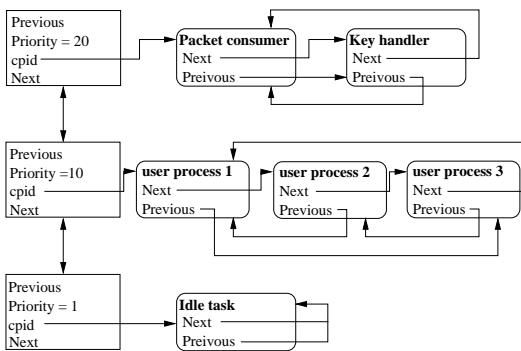 Previous
Priority = 20
cpid
Next
Packet consumer
Next
Preivous
Key handler
Next
Previous
Previous
Priority =10
cpid
Next
user process 1
Next
Previous
user process 2
Next
Previous
user process 3
Next
Previous
Previous
Priority = 1
cpid
Next
Idle task
Next
Preivous